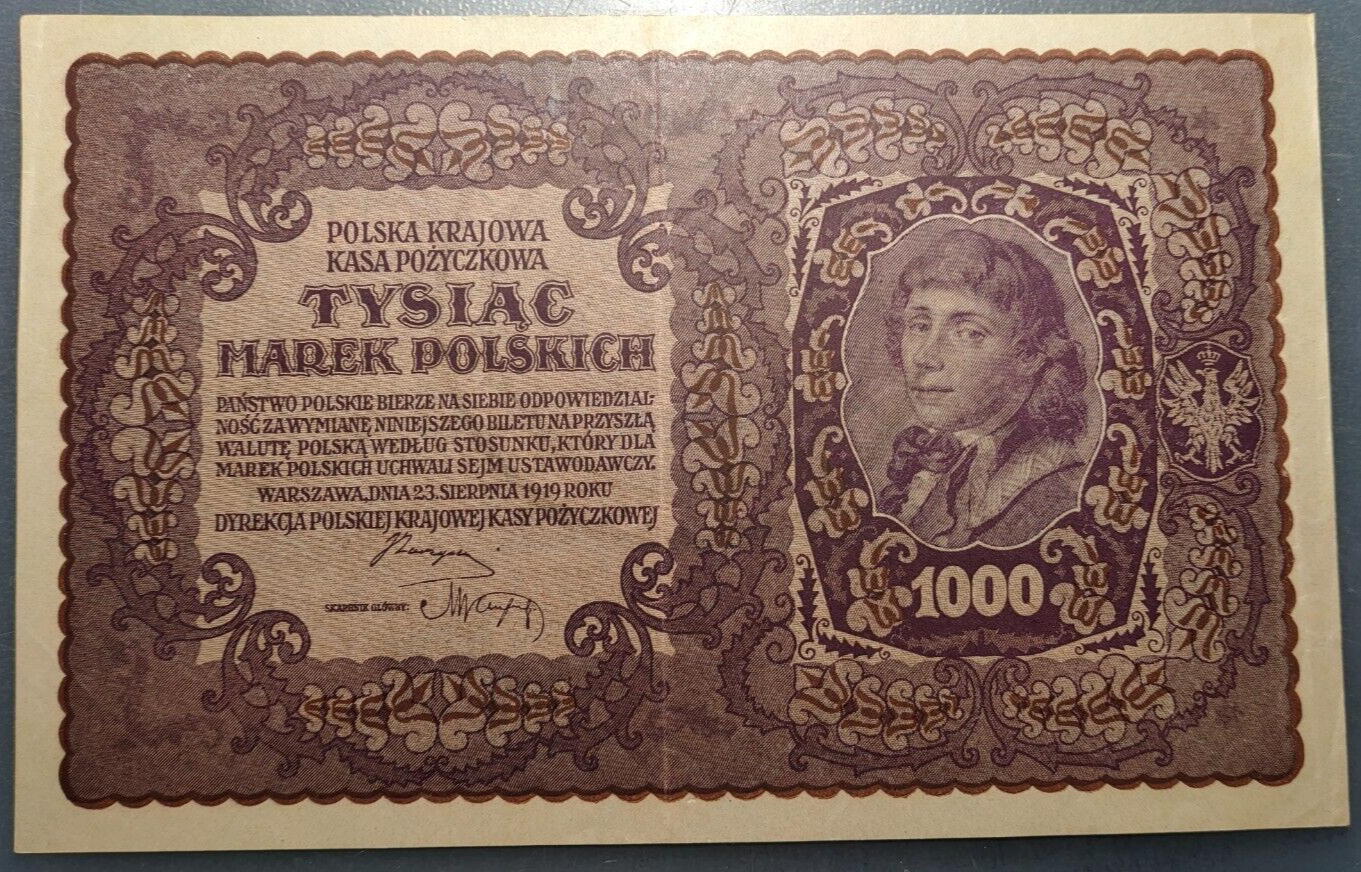 POLSKA KRAJOWA
KASA POŻYCZKOWA
TYSIĄC
MAREK POLSKICH
PAŃSTWO POLSKIE BIERZE NA SIEBIE ODPOWIEDZIAL-
NOŚĆ ZA WYMIANĘ NINIEJSZEGO BILETU NA PRZYSZŁĄ
WALUTĘ POLSKĄ WEDŁUG STOSUNKU, KTÓRY DLA
MAREK POLSKICH UCHWALI SEJM USTAWODAWCZY.
WARSZAWA, DNIA 23. SIERPNIA 1919 ROKU
DYREKCJA POLSKIEJ KRAJOWEJ KASY POŻYCZKOWEJ
SKARBNIK GŁÓWNY:
1000